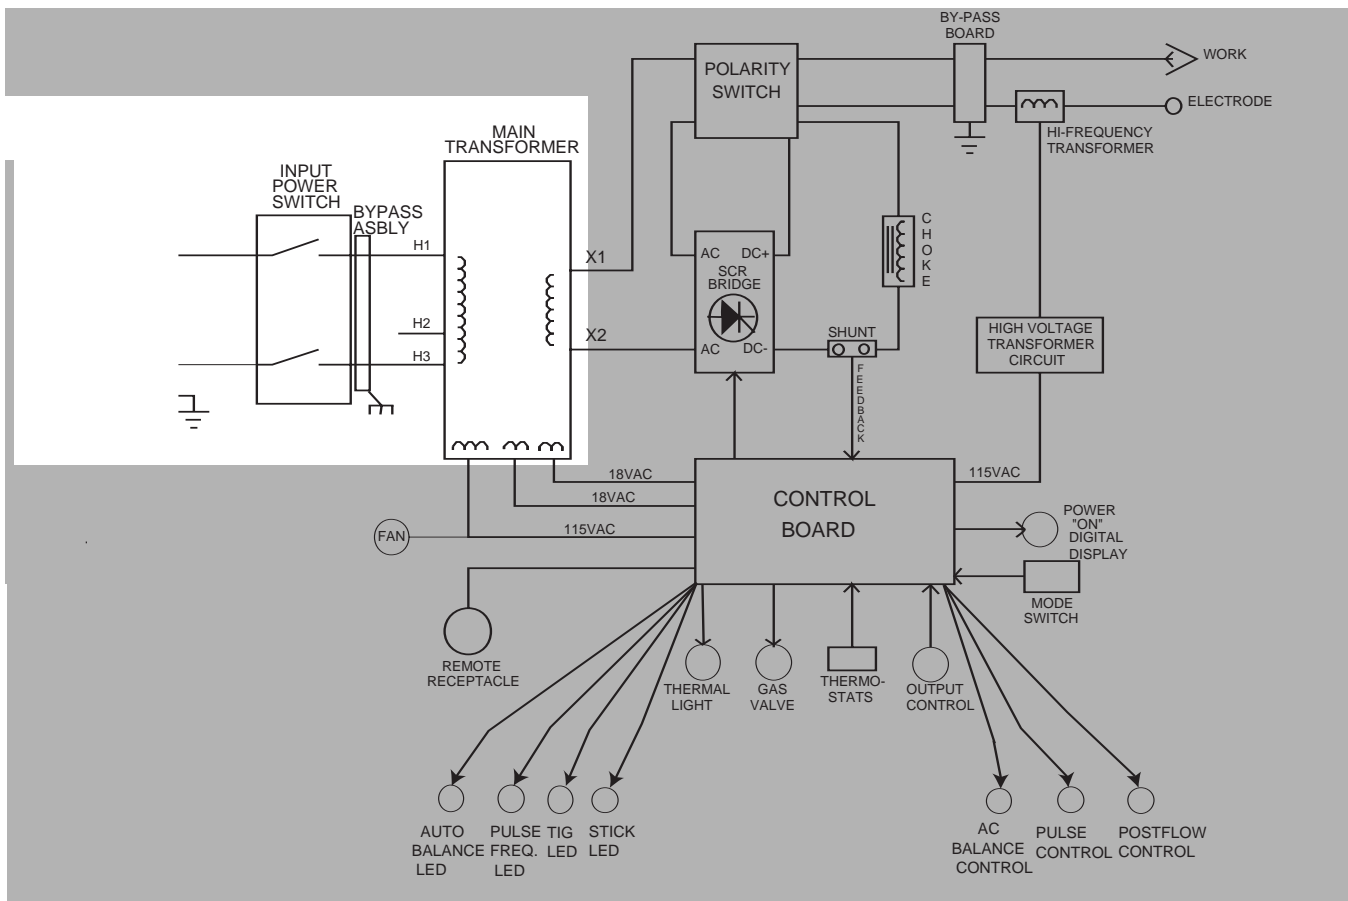 BY-PASS
BOARD
WORK
POLARITY
SWITCH
ELECTRODE
HI-FREQUENCY
TRANSFORMER
MAIN
TRANSFORMER
INPUT
POWER
SWITCH
BYPASS
ASBLY
H1
H2
H3
X1
X2
AC
DC+
SCR
BRIDGE
AC
DC-
CHOKE
SHUNT
FEEDBACK
HIGH VOLTAGE
TRANSFORMER
CIRCUIT
18VAC
18VAC
115VAC
115VAC
FAN
CONTROL
BOARD
POWER
"ON"
DIGITAL
DISPLAY
MODE
SWITCH
REMOTE
RECEPTACLE
THERMAL
LIGHT
GAS
VALVE
THERMO-
STATS
OUTPUT
CONTROL
AUTO
BALANCE
LED
PULSE
FREQ.
LED
TIG
LED
STICK
LED
AC
BALANCE
CONTROL
PULSE
CONTROL
POSTFLOW
CONTROL